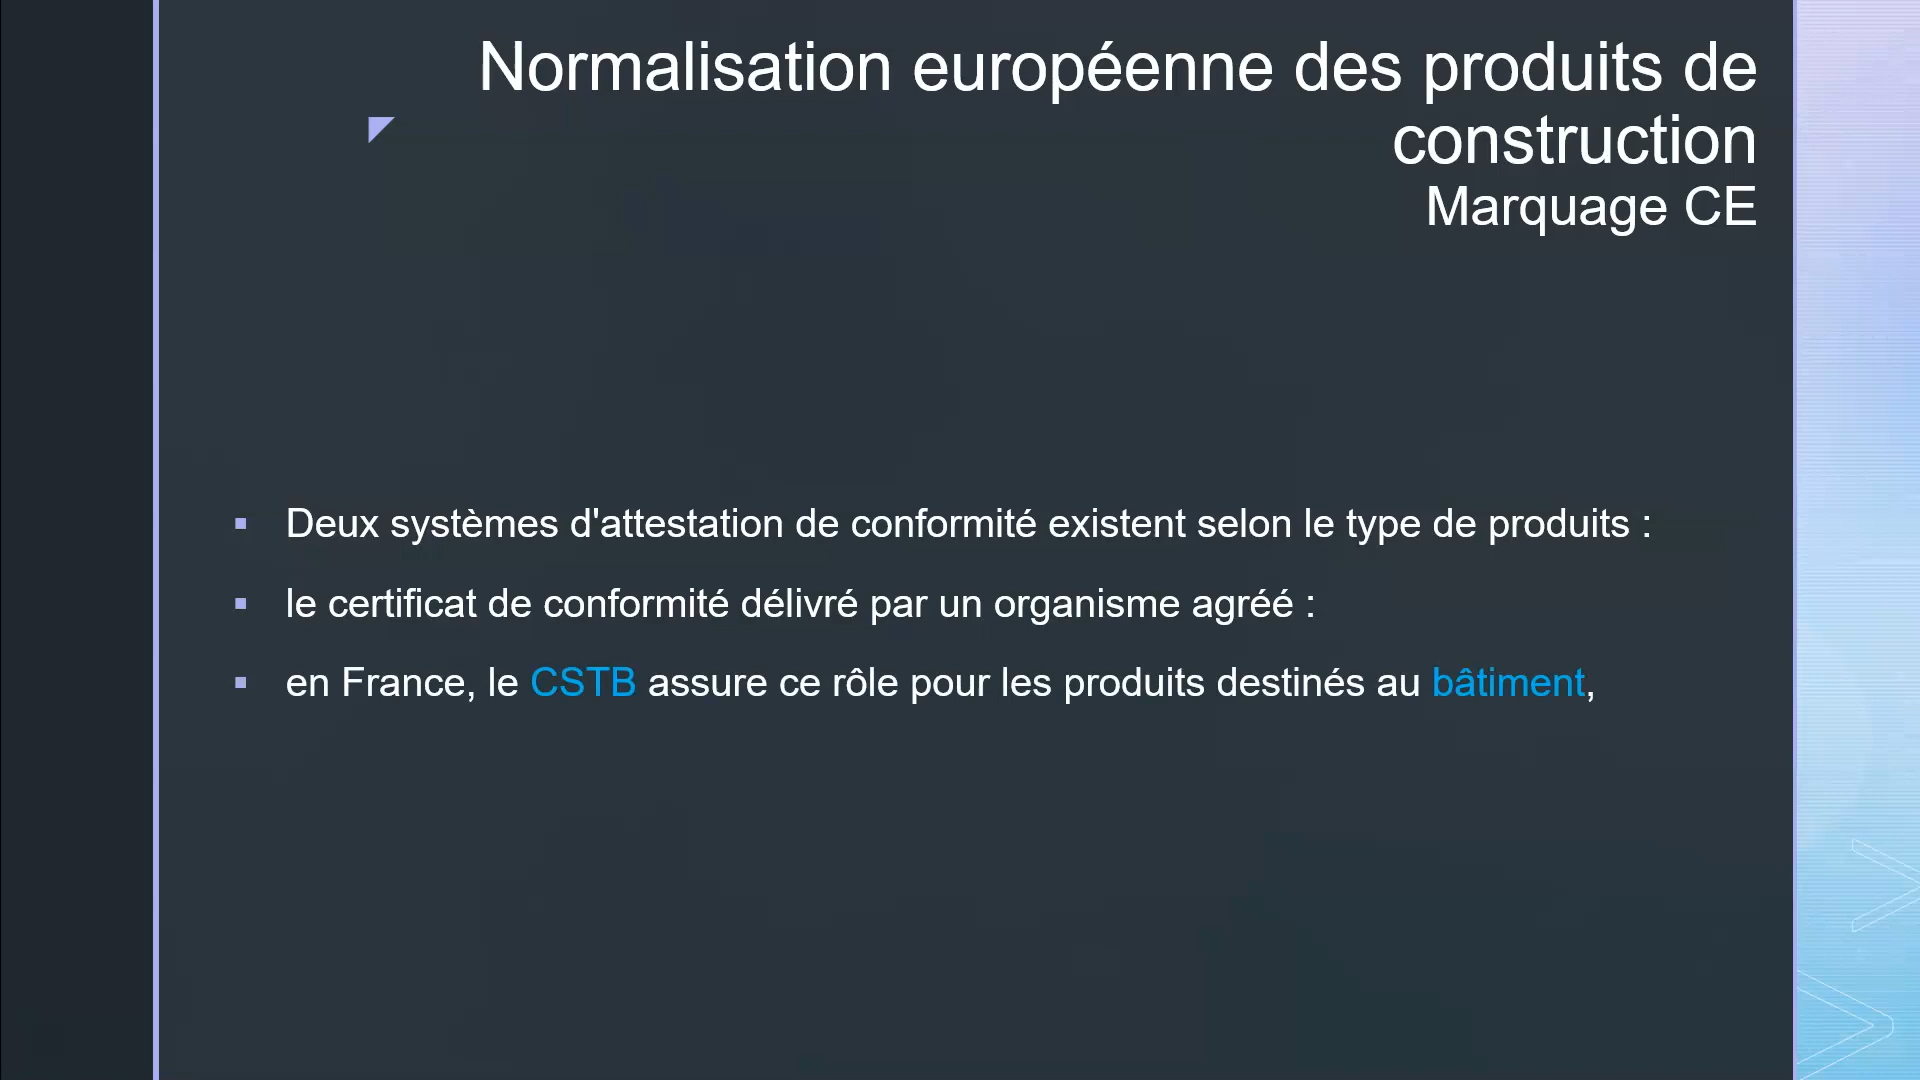 Normalisation européenne des produits de
construction
Marquage CE
▪ Deux systèmes d'attestation de conformité existent selon le type de produits :
▪ le certificat de conformité délivré par un organisme agréé :
▪ en France, le CSTB assure ce rôle pour les produits destinés au bâtiment,